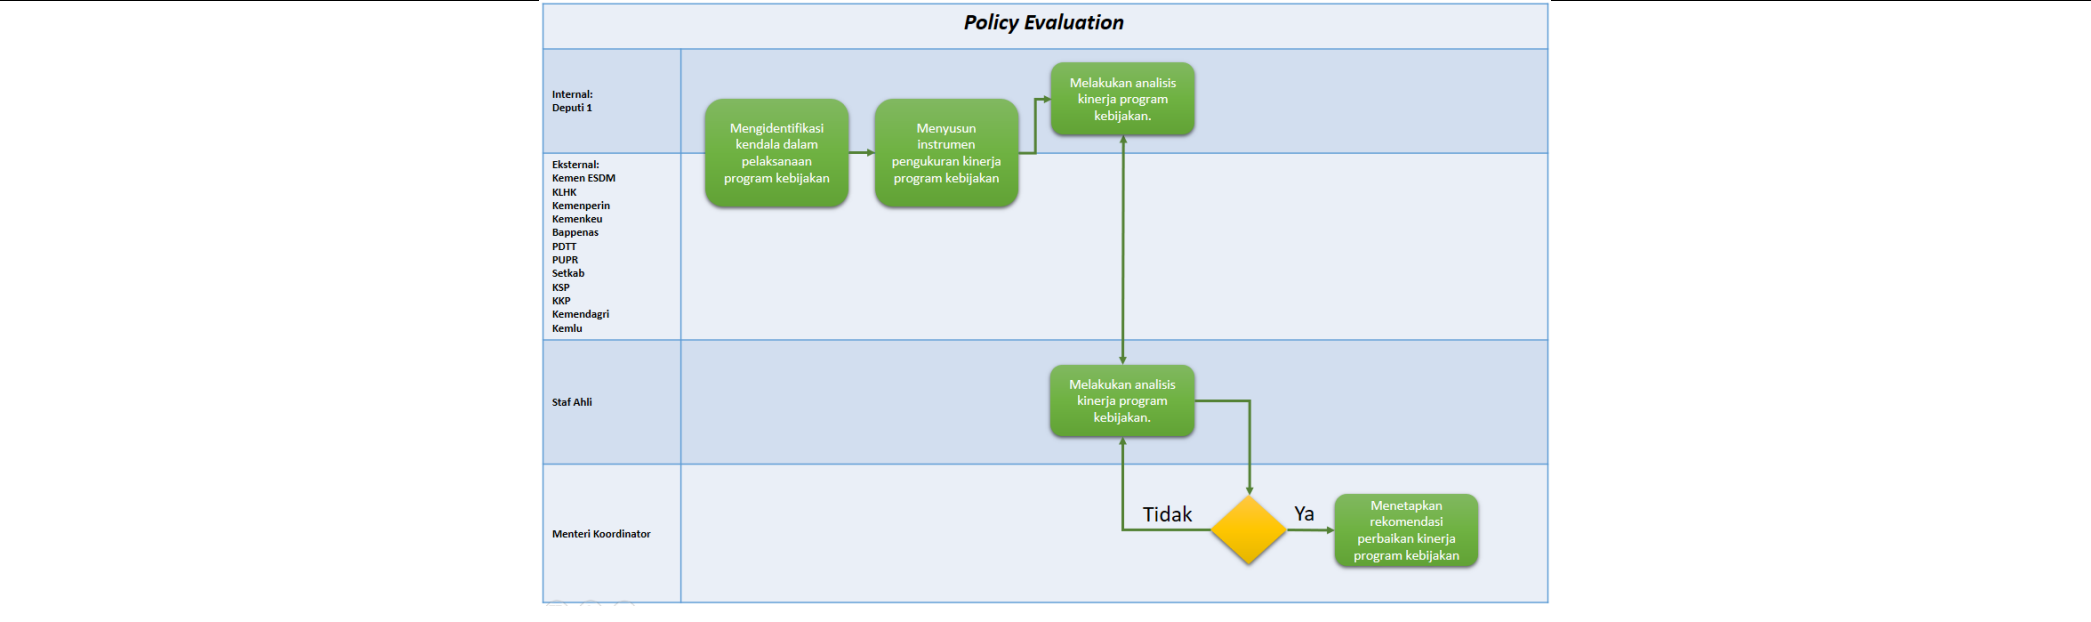 Policy Evaluation
Internal:
Deputi 1
Mengidentifikasi
kendala dalam
pelaksanaan
program kebijakan
Menyusun
instrumen
pengukuran kinerja
program kebijakan
Melakukan analisis
kinerja program
kebijakan.
Eksternal:
Kemen ESDM
KLHK
Kemenperin
Kemenkeu
Bappenas
PDTT
PUPR
Setkab
KSP
KKP
Kemendagri
Kemlu
Staf Ahli
Melakukan analisis
kinerja program
kebijakan.
Menteri Koordinator
Tidak
Ya
Menetapkan
rekomendasi
perbaikan kinerja
program kebijakan